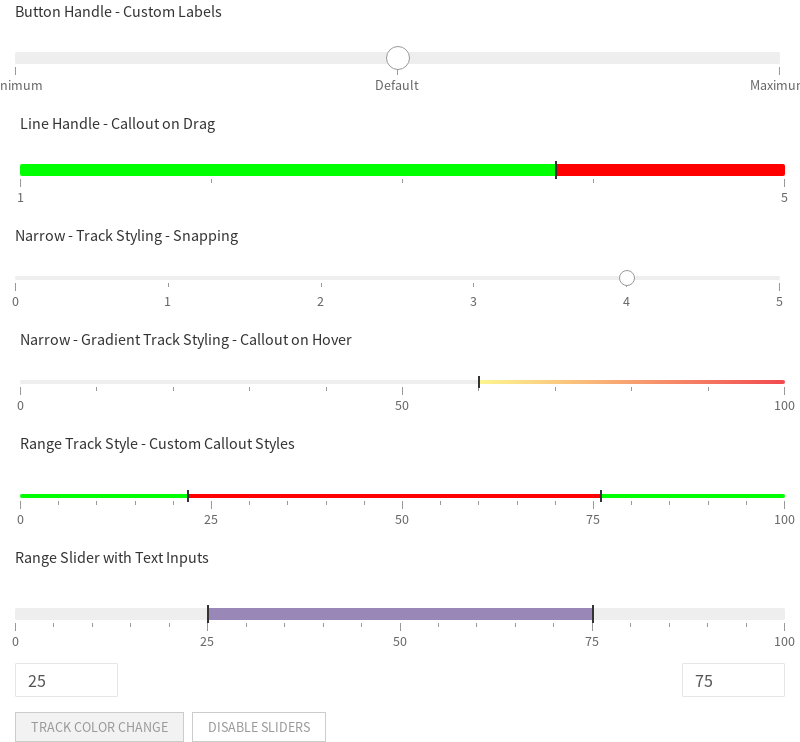 Button Handle - Custom Labels
nimum Default Maximur
Line Handle - Callout on Drag
1 5
Narrow - Track Styling - Snapping
0 1 2 3 4 5
Narrow - Gradient Track Styling - Callout on Hover
0 50 100
Range Track Style - Custom Callout Styles
0 25 50 75 100
Range Slider with Text Inputs
0 25 50 75 100
25 75
TRACK COLOR CHANGE DISABLE SLIDERS